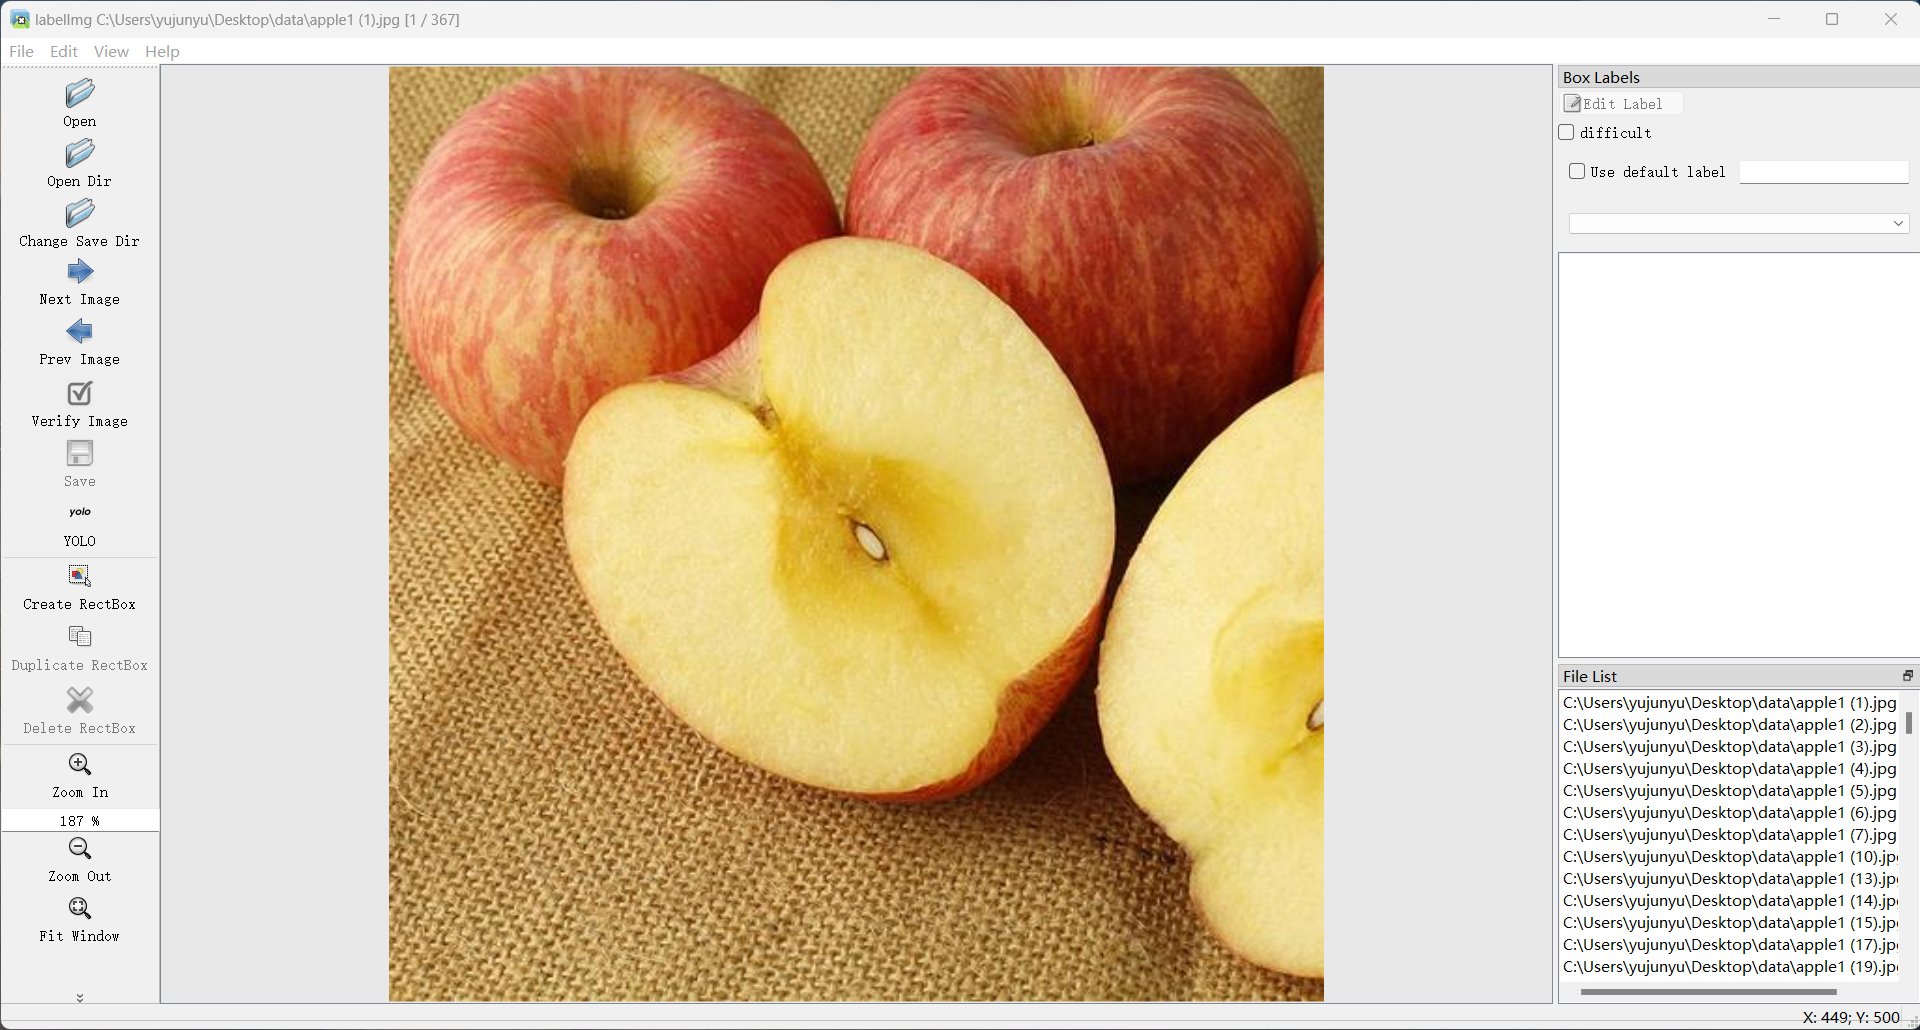 labelImg C:\Users\yujunyu\Desktop\data\apple1 (1).jpg [1 / 367]
File Edit View Help
Open
Open Dir
Change Save Dir
Next Image
Prev Image
Verify Image
Save
yolo
YOLO
Create RectBox
Duplicate RectBox
Delete RectBox
Zoom In
187 %
Zoom Out
Fit Window
Box Labels
Edit Label
difficult
Use default label
File List
C:\Users\yujunyu\Desktop\data\apple1 (1).jpg
C:\Users\yujunyu\Desktop\data\apple1 (2).jpg
C:\Users\yujunyu\Desktop\data\apple1 (3).jpg
C:\Users\yujunyu\Desktop\data\apple1 (4).jpg
C:\Users\yujunyu\Desktop\data\apple1 (5).jpg
C:\Users\yujunyu\Desktop\data\apple1 (6).jpg
C:\Users\yujunyu\Desktop\data\apple1 (7).jpg
C:\Users\yujunyu\Desktop\data\apple1 (10).jp
C:\Users\yujunyu\Desktop\data\apple1 (13).jp
C:\Users\yujunyu\Desktop\data\apple1 (14).jp
C:\Users\yujunyu\Desktop\data\apple1 (15).jp
C:\Users\yujunyu\Desktop\data\apple1 (17).jp
C:\Users\yujunyu\Desktop\data\apple1 (19).jp
X: 449; Y: 500